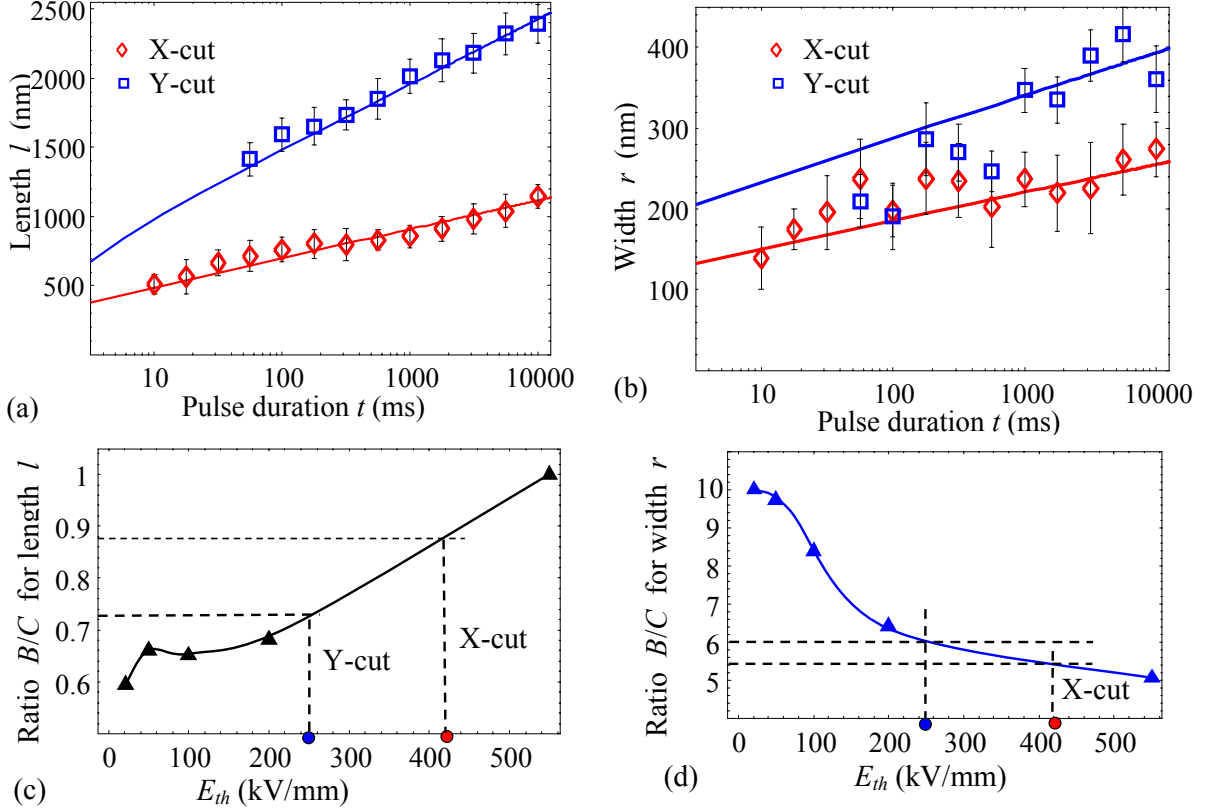 2500
2000
1500
1000
500
Length l (nm)
X-cut
Y-cut
10
100
1000
10000
Pulse duration t (ms)
(a)
400
300
200
100
Width r (nm)
X-cut
Y-cut
10
100
1000
10000
Pulse duration t (ms)
(b)
1
0.9
0.8
0.7
0.6
Ratio B/C for length l
Y-cut
X-cut
0
100
200
300
400
500
E_th (kV/mm)
(c)
10
9
8
7
6
5
Ratio B/C for width r
X-cut
0
100
200
300
400
500
E_th (kV/mm)
(d)